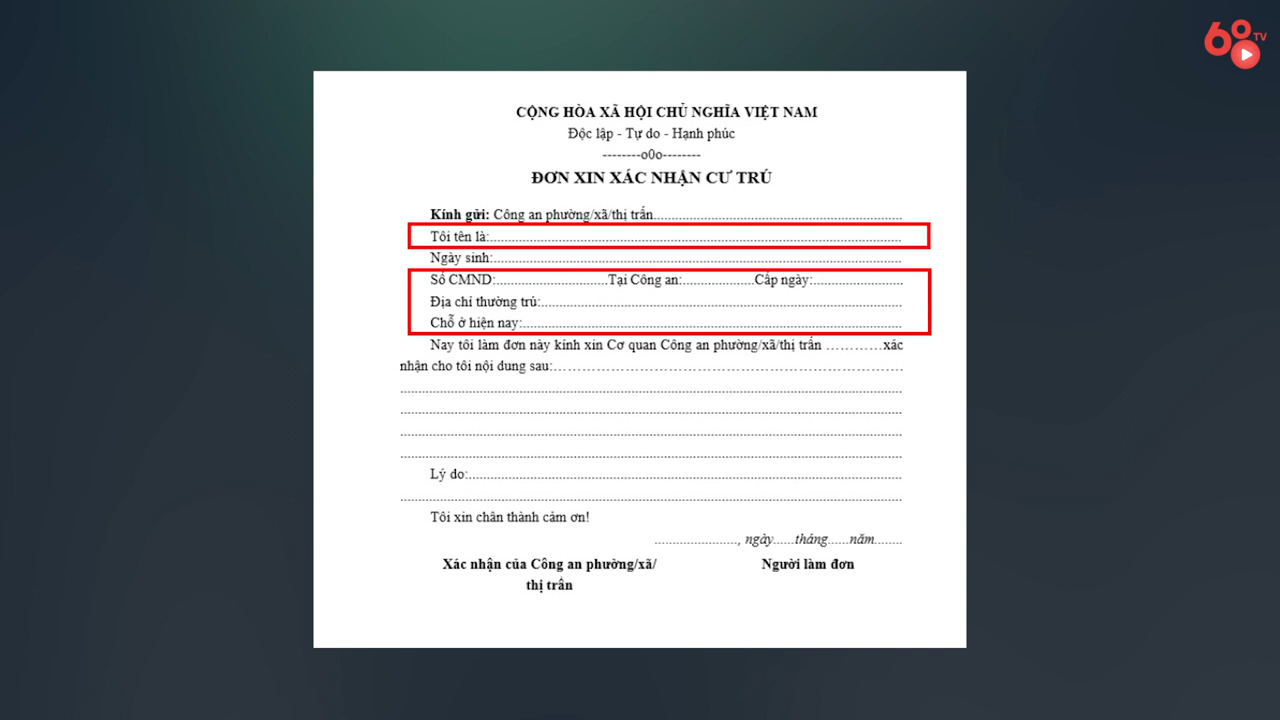 60 TV
CỘNG HÒA XÃ HỘI CHỦ NGHĨA VIỆT NAM
Độc lập - Tự do - Hạnh phúc
--------o0o--------
ĐƠN XIN XÁC NHẬN CƯ TRÚ
Kính gửi: Công an phường/xã/thị trấn......................................................................
Tôi tên là:...................................................................................................................
Ngày sinh:..................................................................................................................
Số CMND:...............................Tại Công an:....................Cấp ngày:.........................
Địa chỉ thường trú:.....................................................................................................
Chỗ ở hiện nay:..........................................................................................................
Nay tôi làm đơn này kính xin Cơ quan Công an phường/xã/thị trấn …………xác
nhận cho tôi nội dung sau:……………………………………………………………………
............................................................................................................................................
............................................................................................................................................
............................................................................................................................................
............................................................................................................................................
Lý do:.........................................................................................................................
............................................................................................................................................
Tôi xin chân thành cảm ơn!
........................, ngày......tháng......năm........
Xác nhận của Công an phường/xã/
thị trấn
Người làm đơn